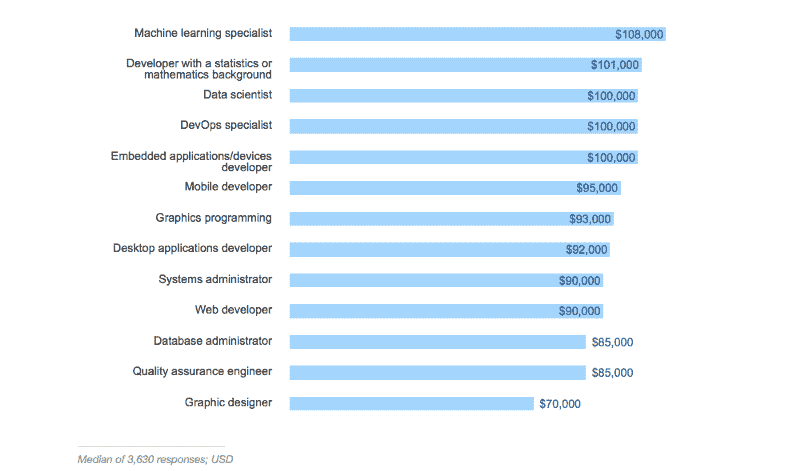 Machine learning specialist $108,000
Developer with a statistics or
mathematics background $101,000
Data scientist $100,000
DevOps specialist $100,000
Embedded applications/devices
developer $100,000
Mobile developer $95,000
Graphics programming $93,000
Desktop applications developer $92,000
Systems administrator $90,000
Web developer $90,000
Database administrator $85,000
Quality assurance engineer $85,000
Graphic designer $70,000
Median of 3,630 responses; USD